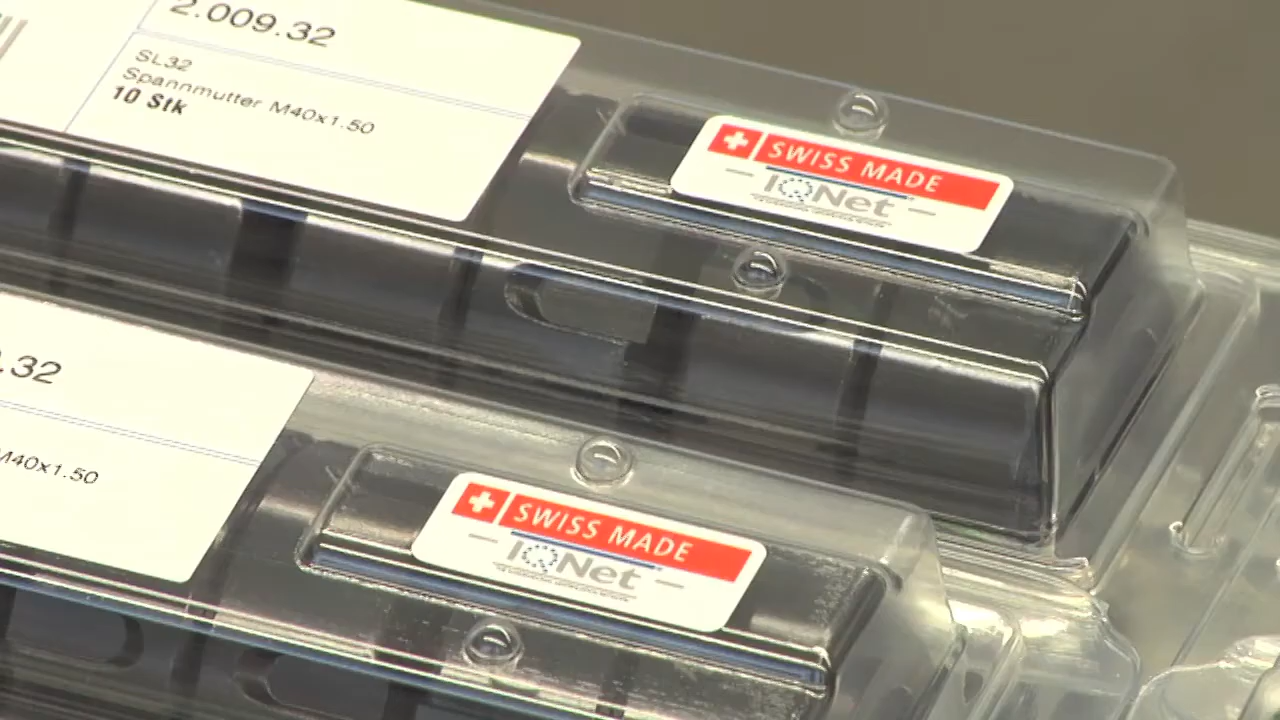 2.009.32
SL32
Spannmutter M40x1.50
10 Stk
SWISS MADE
IQNet
.32
M40x1.50
SWISS MADE
IQNet